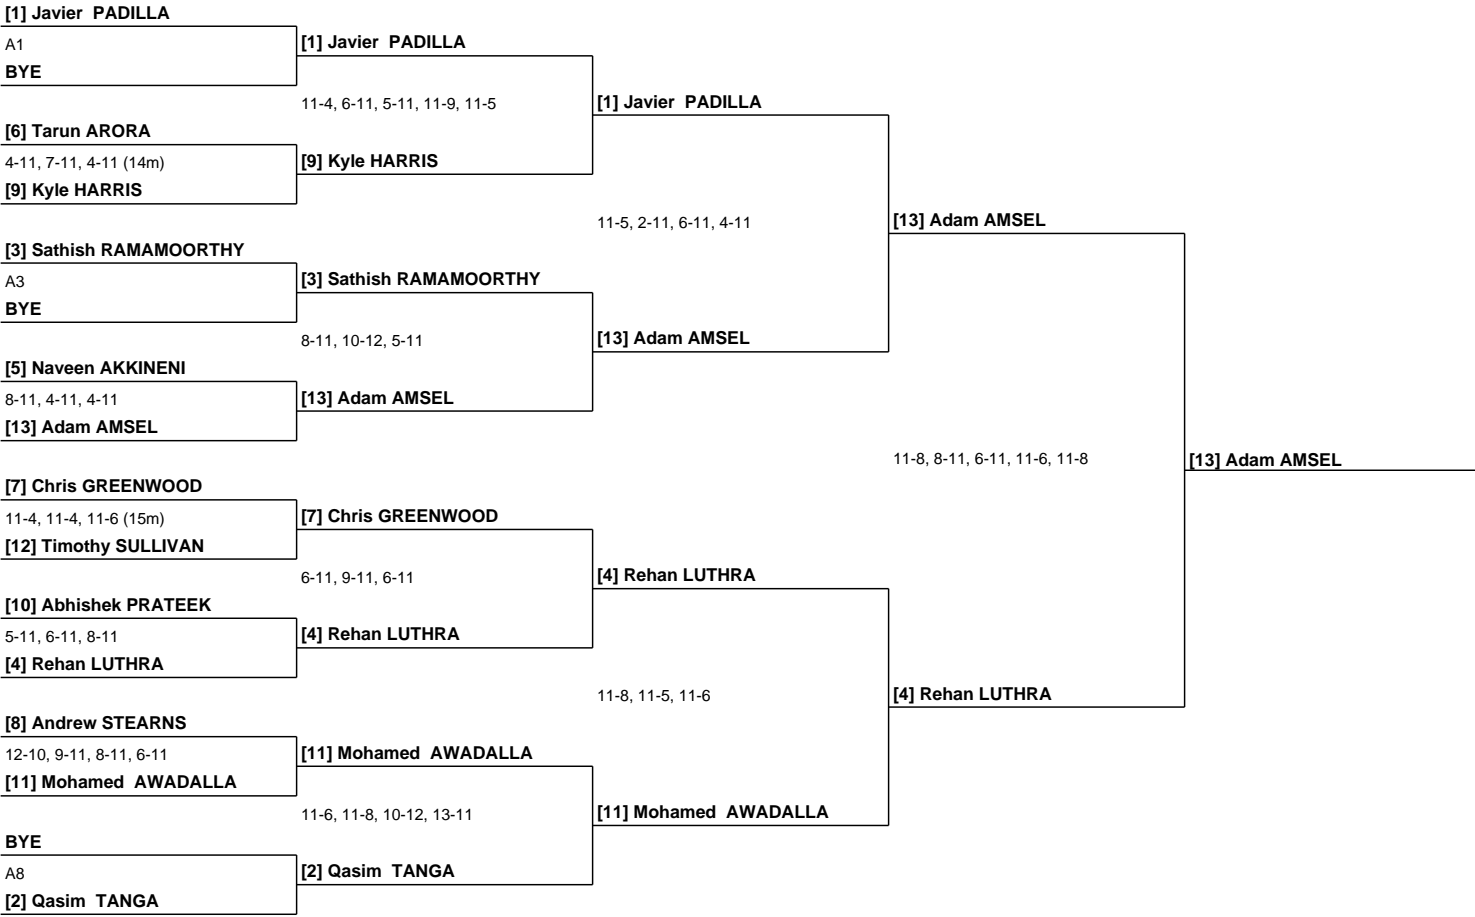 [1] Javier  PADILLA
A1
BYE
[6] Tarun ARORA
4-11, 7-11, 4-11 (14m)
[9] Kyle HARRIS
[3] Sathish RAMAMOORTHY
A3
BYE
[5] Naveen AKKINENI
8-11, 4-11, 4-11
[13] Adam AMSEL
[7] Chris GREENWOOD
11-4, 11-4, 11-6 (15m)
[12] Timothy SULLIVAN
[10] Abhishek PRATEEK
5-11, 6-11, 8-11
[4] Rehan LUTHRA
[8] Andrew STEARNS
12-10, 9-11, 8-11, 6-11
[11] Mohamed  AWADALLA
BYE
A8
[2] Qasim  TANGA
[1] Javier  PADILLA
11-4, 6-11, 5-11, 11-9, 11-5
[9] Kyle HARRIS
[3] Sathish RAMAMOORTHY
8-11, 10-12, 5-11
[13] Adam AMSEL
[7] Chris GREENWOOD
6-11, 9-11, 6-11
[4] Rehan LUTHRA
[11] Mohamed  AWADALLA
11-6, 11-8, 10-12, 13-11
[2] Qasim  TANGA
[1] Javier  PADILLA
11-5, 2-11, 6-11, 4-11
[13] Adam AMSEL
[4] Rehan LUTHRA
11-8, 11-5, 11-6
[11] Mohamed  AWADALLA
[13] Adam AMSEL
11-8, 8-11, 6-11, 11-6, 11-8
[4] Rehan LUTHRA
[13] Adam AMSEL